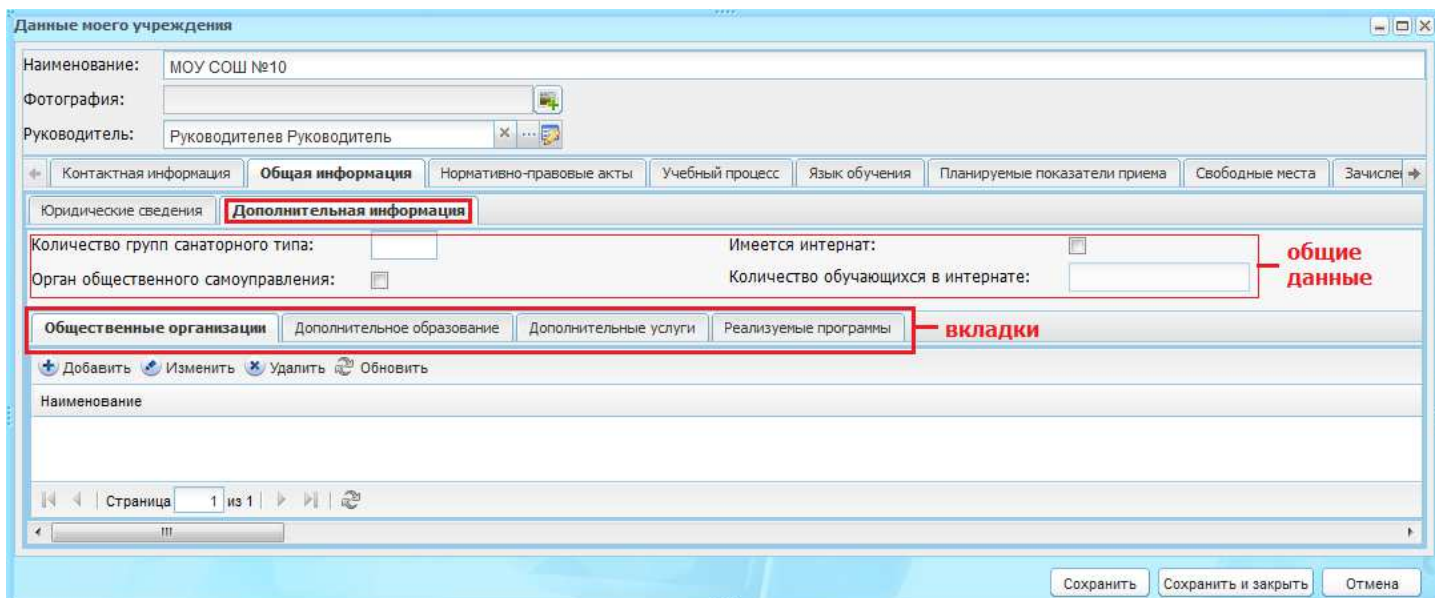 Данные моего учреждения
Наименование: МОУ СОШ №10
Фотография:
Руководитель: Руководителев Руководитель
Контактная информация Общая информация Нормативно-правовые акты Учебный процесс Язык обучения Планируемые показатели приема Свободные места
Юридические сведения Дополнительная информация
Количество групп санаторного типа: Имеется интернат:
общие
Орган общественного самоуправления: Количество обучающихся в интернате:
данные
Общественные организации Дополнительное образование Дополнительные услуги Реализуемые программы
вкладки
Добавить Изменить Удалить Обновить
Наименование
Страница 1 из 1
Сохранить Сохранить и закрыть Отмена